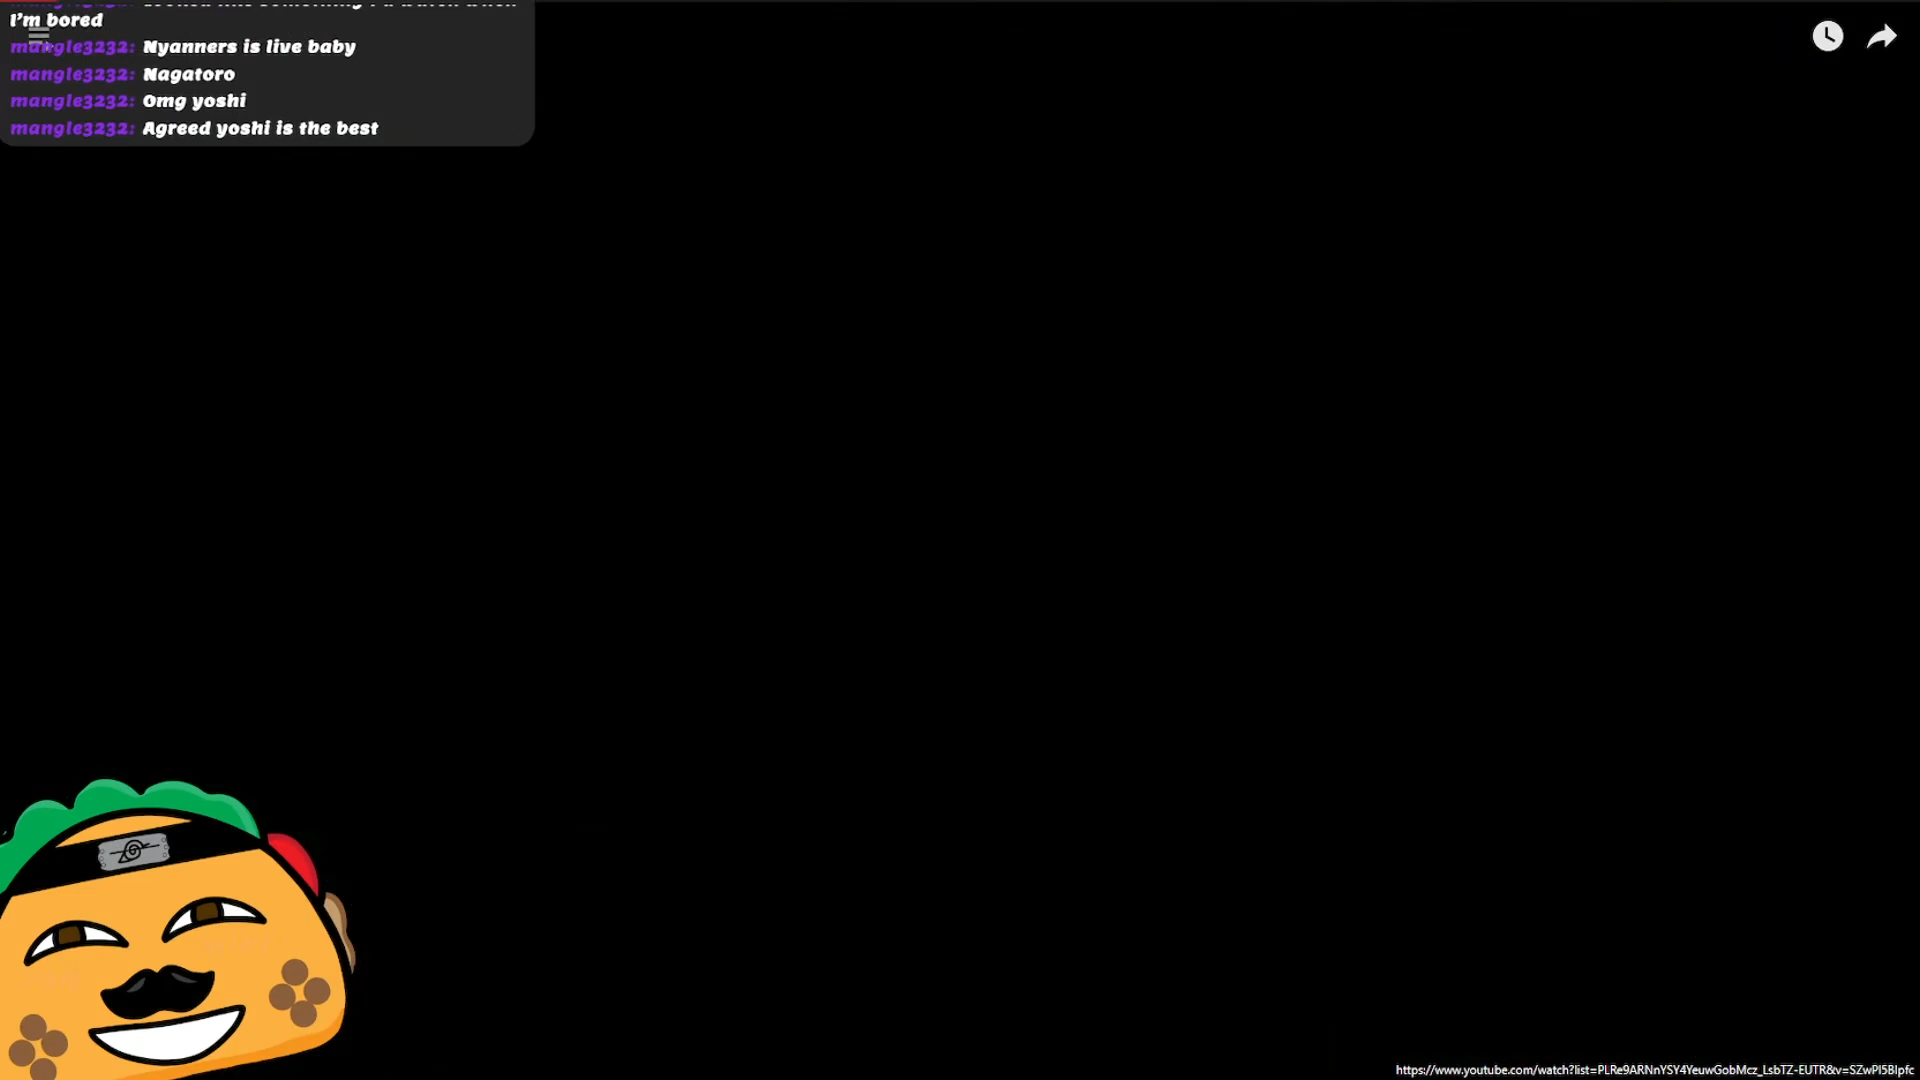 I'm bored
mangle3232: Nyanners is live baby
mangle3232: Nagatoro
mangle3232: Omg yoshi
mangle3232: Agreed yoshi is the best
https://www.youtube.com/watch?list=PLRe9ARNnYSY4YeuwGobMcz_LsbTZ-EUTR&v=SZwPI5BIpfc